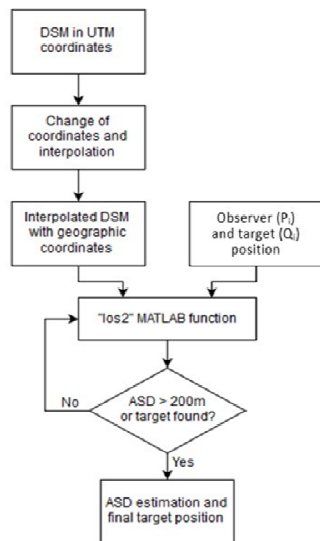 DSM in UTM
coordinates
Change of
coordinates and
interpolation
Interpolated DSM
with geographic
coordinates
Observer (Pᵢ)
and target (Qᵢ)
position
"los2" MATLAB function
ASD > 200m
or target found?
No
Yes
ASD estimation and
final target position